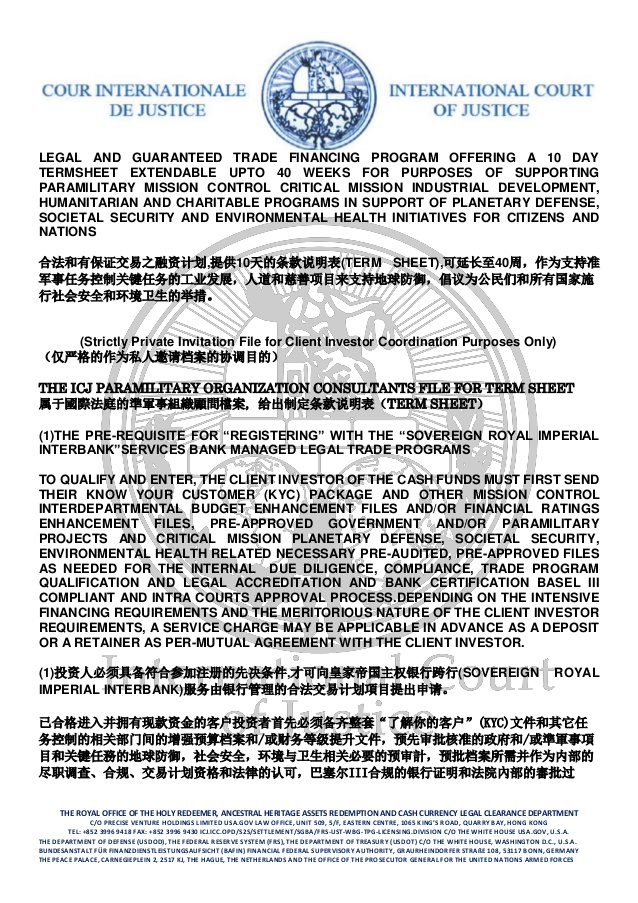 COUR INTERNATIONALE
DE JUSTICE
INTERNATIONAL COURT
OF JUSTICE
LEGAL AND GUARANTEED TRADE FINANCING PROGRAM OFFERING A 10 DAY
TERMSHEET EXTENDABLE UPTO 40 WEEKS FOR PURPOSES OF SUPPORTING
PARAMILITARY MISSION CONTROL CRITICAL MISSION INDUSTRIAL DEVELOPMENT,
HUMANITARIAN AND CHARITABLE PROGRAMS IN SUPPORT OF PLANETARY DEFENSE,
SOCIETAL SECURITY AND ENVIRONMENTAL HEALTH INITIATIVES FOR CITIZENS AND
NATIONS
合法和有保证交易之融资计划,提供10天的条款说明表(TERM SHEET),可延长至40周，作为支持准
军事任务控制关键任务的工业发展，人道和慈善项目来支持地球防御，倡议为公民们和所有国家施
行社会安全和环境卫生的举措。
(Strictly Private Invitation File for Client Investor Coordination Purposes Only)
（仅严格的作为私人邀请档案的协调目的）
THE ICJ PARAMILITARY ORGANIZATION CONSULTANTS FILE FOR TERM SHEET
属于國際法庭的準軍事組織顧問檔案，给出制定条款说明表（TERM SHEET）
(1)THE PRE-REQUISITE FOR “REGISTERING” WITH THE “SOVEREIGN ROYAL IMPERIAL
INTERBANK”SERVICES BANK MANAGED LEGAL TRADE PROGRAMS
TO QUALIFY AND ENTER, THE CLIENT INVESTOR OF THE CASH FUNDS MUST FIRST SEND
THEIR KNOW YOUR CUSTOMER (KYC) PACKAGE AND OTHER MISSION CONTROL
INTERDEPARTMENTAL BUDGET ENHANCEMENT FILES AND/OR FINANCIAL RATINGS
ENHANCEMENT FILES, PRE-APPROVED GOVERNMENT AND/OR PARAMILITARY
PROJECTS AND CRITICAL MISSION PLANETARY DEFENSE, SOCIETAL SECURITY,
ENVIRONMENTAL HEALTH RELATED NECESSARY PRE-AUDITED, PRE-APPROVED FILES
AS NEEDED FOR THE INTERNAL DUE DILIGENCE, COMPLIANCE, TRADE PROGRAM
QUALIFICATION AND LEGAL ACCREDITATION AND BANK CERTIFICATION BASEL III
COMPLIANT AND INTRA COURTS APPROVAL PROCESS.DEPENDING ON THE INTENSIVE
FINANCING REQUIREMENTS AND THE MERITORIOUS NATURE OF THE CLIENT INVESTOR
REQUIREMENTS, A SERVICE CHARGE MAY BE APPLICABLE IN ADVANCE AS A DEPOSIT
OR A RETAINER AS PER-MUTUAL AGREEMENT WITH THE CLIENT INVESTOR.
International Court
of Justice
(1)投资人必须具备符合参加注册的先决条件,才可向皇家帝国主权银行跨行(SOVEREIGN ROYAL
IMPERIAL INTERBANK)服务由银行管理的合法交易计划项目提出申请。
已合格进入并拥有现款资金的客户投资者首先必须备齐整套“了解你的客户”(KYC)文件和其它任
务控制的相关部门间的增强预算档案和/或财务等级提升文件，预先审批核准的政府和/或準軍事項
目和关键任務的地球防御，社会安全，环境与卫生相关必要的预审計，预批档案所需并作为内部的
尽职调查、合规、交易计划资格和法律的认可，巴塞尔III合规的银行证明和法院内部的審批过
THE ROYAL OFFICE OF THE HOLY REDEEMER, ANCESTRAL HERITAGE ASSETS REDEMPTION AND CASH CURRENCY LEGAL CLEARANCE DEPARTMENT
C/O PRECISE VENTURE HOLDINGS LIMITED USA.GOV LAW OFFICE, UNIT 509, 5/F, EASTERN CENTRE, 1065 KING'S ROAD, QUARRY BAY, HONG KONG
TEL: +852 3996 9418 FAX: +852 3996 9430 ICJ.ICC.OPD/S2S/SETTLEMENT/SGBA/FRS-UST-WBG-TPG-LICENSING.DIVISION C/O THE WHITE HOUSE USA.GOV, U.S.A.
THE DEPARTMENT OF DEFENSE (USDOD), THE FEDERAL RESERVE SYSTEM (FRS), THE DEPARTMENT OF TREASURY (USDOT) C/O THE WHITE HOUSE, WASHINGTON D.C., U.S.A.
BUNDESANSTALT FÜR FINANZDIENSTLEISTUNGSAUFSICHT (BAFIN) FINANCIAL FEDERAL SUPERVISORY AUTHORITY, GRAURHEINDORFER STRAßE 108, 53117 BONN, GERMANY
THE PEACE PALACE, CARNEGIEPLEIN 2, 2517 KJ, THE HAGUE, THE NETHERLANDS AND THE OFFICE OF THE PROSECUTOR GENERAL FOR THE UNITED NATIONS ARMED FORCES